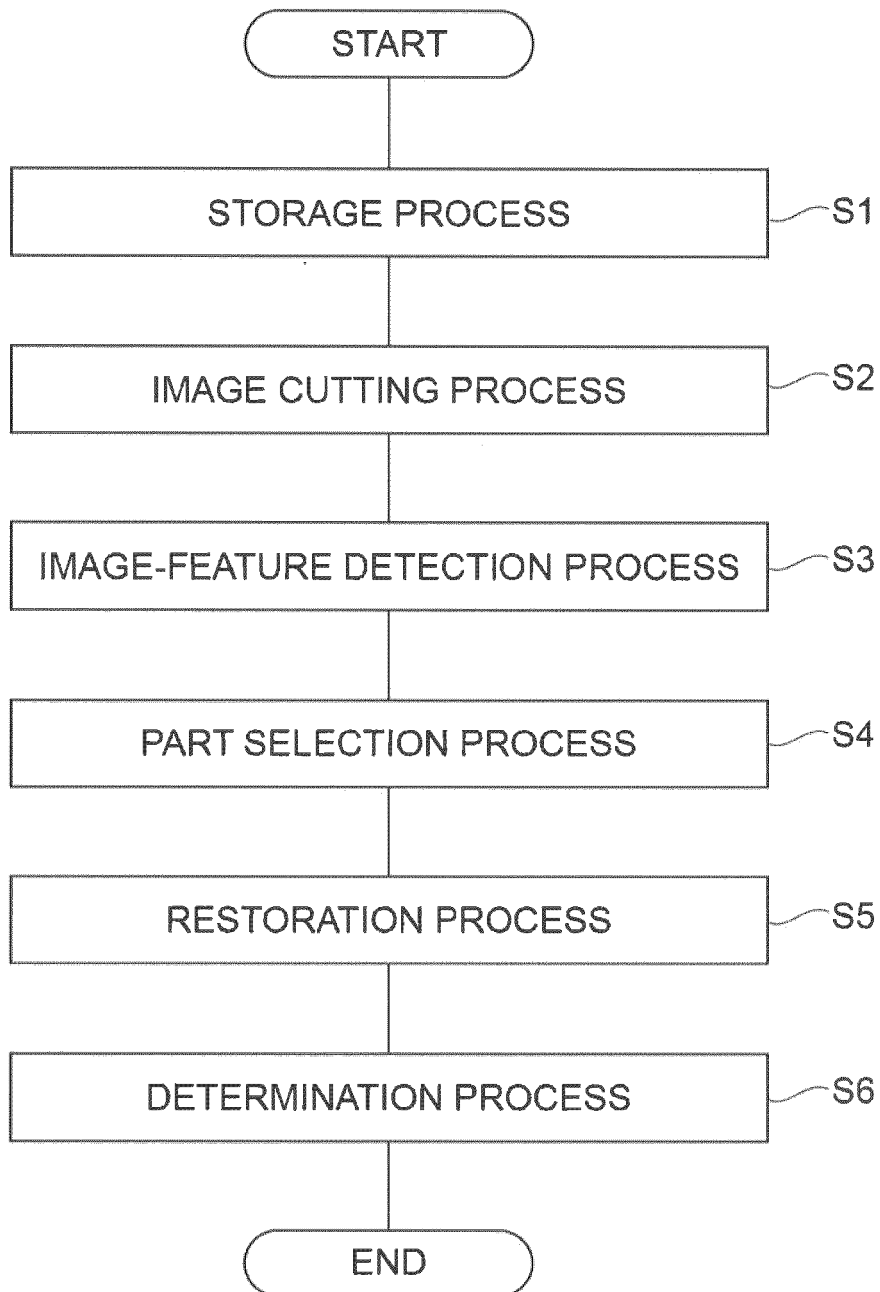 START
STORAGE PROCESS
S1
IMAGE CUTTING PROCESS
S2
IMAGE-FEATURE DETECTION PROCESS
S3
PART SELECTION PROCESS
S4
RESTORATION PROCESS
S5
DETERMINATION PROCESS
S6
END